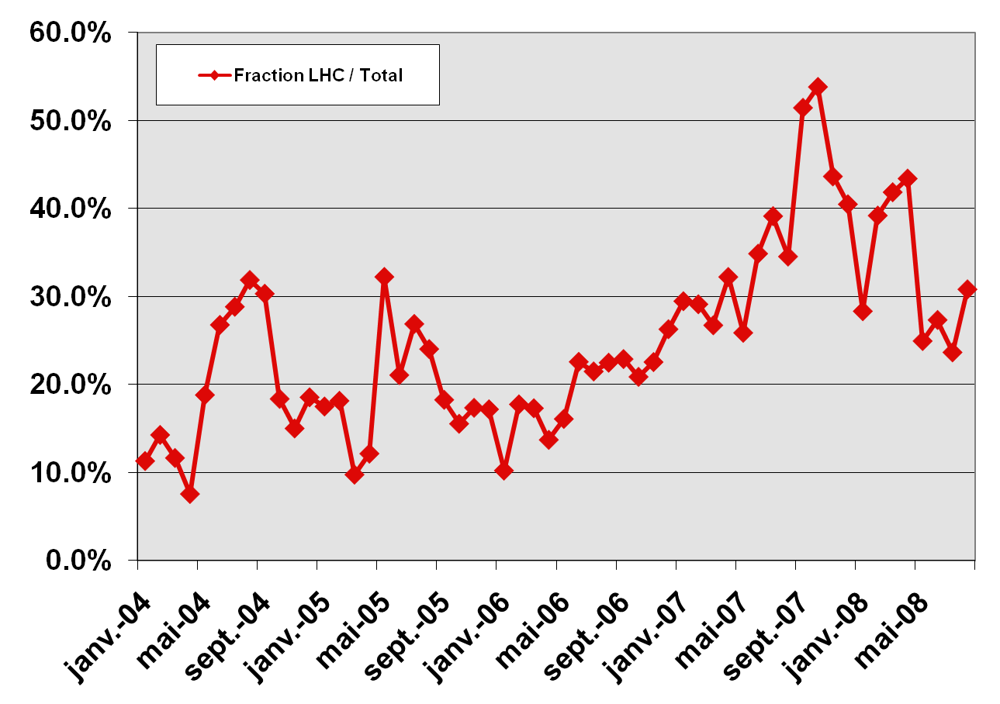 60.0%
Fraction LHC / Total
50.0%
40.0%
30.0%
20.0%
10.0%
0.0%
janv.-04
mai-04
sept.-04
janv.-05
mai-05
sept.-05
janv.-06
mai-06
sept.-06
janv.-07
mai-07
sept.-07
janv.-08
mai-08